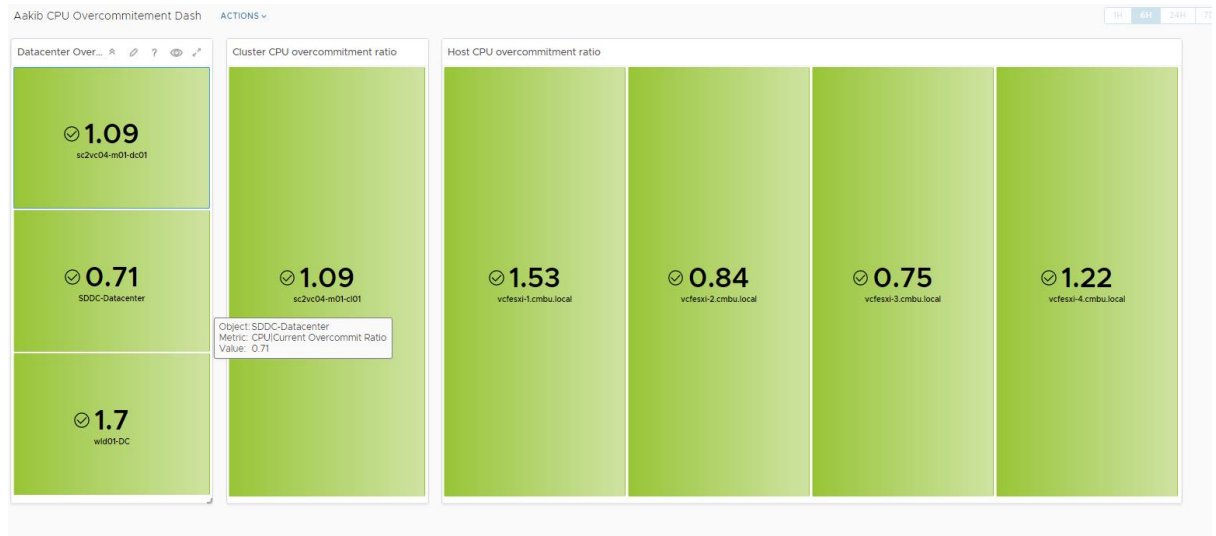 Aakib CPU Overcommitement Dash ACTIONS
1H 6H 24H 7D
Datacenter Over... ?
Cluster CPU overcommitment ratio
Host CPU overcommitment ratio
1.09
sc2vc04-m01-dc01
0.71
SDDC-Datacenter
1.7
wld01-DC
1.09
sc2vc04-m01-cl01
Object: SDDC-Datacenter
Metric: CPU|Current Overcommit Ratio
Value: 0.71
1.53
vcfesxi-1.cmbu.local
0.84
vcfesxi-2.cmbu.local
0.75
vcfesxi-3.cmbu.local
1.22
vcfesxi-4.cmbu.local